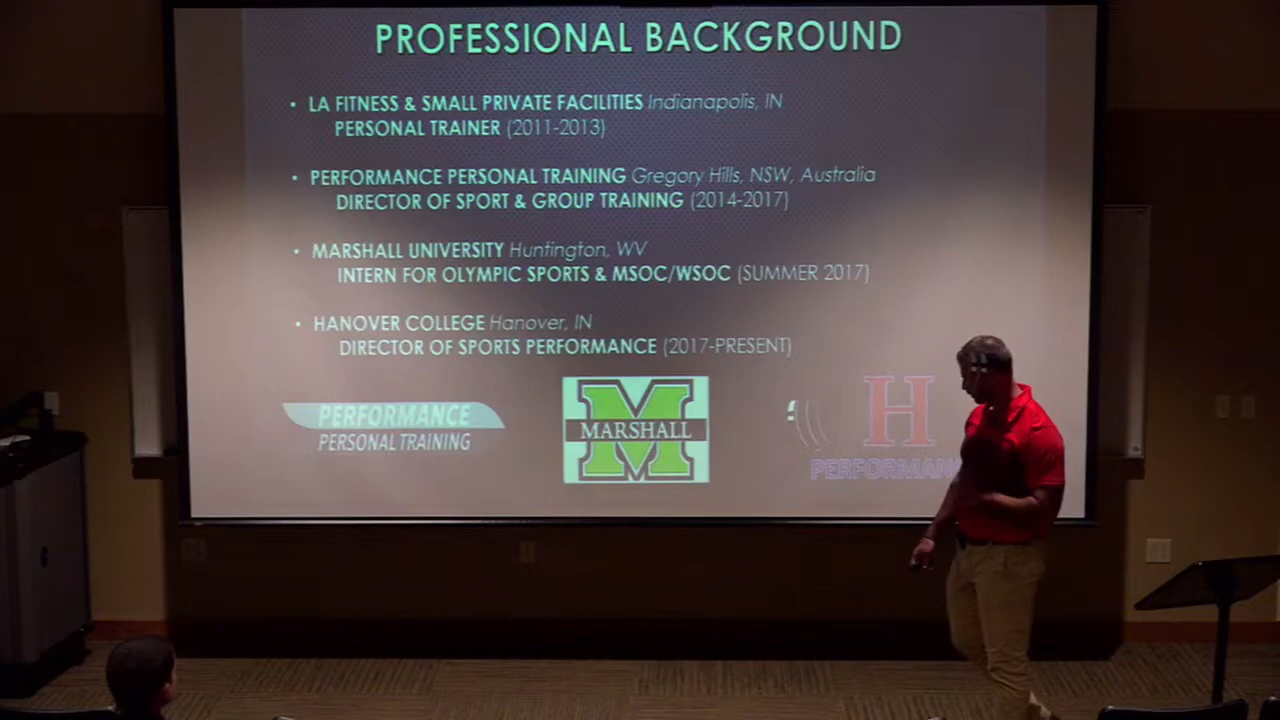 PROFESSIONAL BACKGROUND
• LA FITNESS & SMALL PRIVATE FACILITIES Indianapolis, IN
PERSONAL TRAINER (2011-2013)
• PERFORMANCE PERSONAL TRAINING Gregory Hills, NSW, Australia
DIRECTOR OF SPORT & GROUP TRAINING (2014-2017)
• MARSHALL UNIVERSITY Huntington, WV
INTERN FOR OLYMPIC SPORTS & MSOC/WSOC (SUMMER 2017)
• HANOVER COLLEGE Hanover, IN
DIRECTOR OF SPORTS PERFORMANCE (2017-PRESENT)
PERFORMANCE
PERSONAL TRAINING
M
MARSHALL
H
PERFORMAN